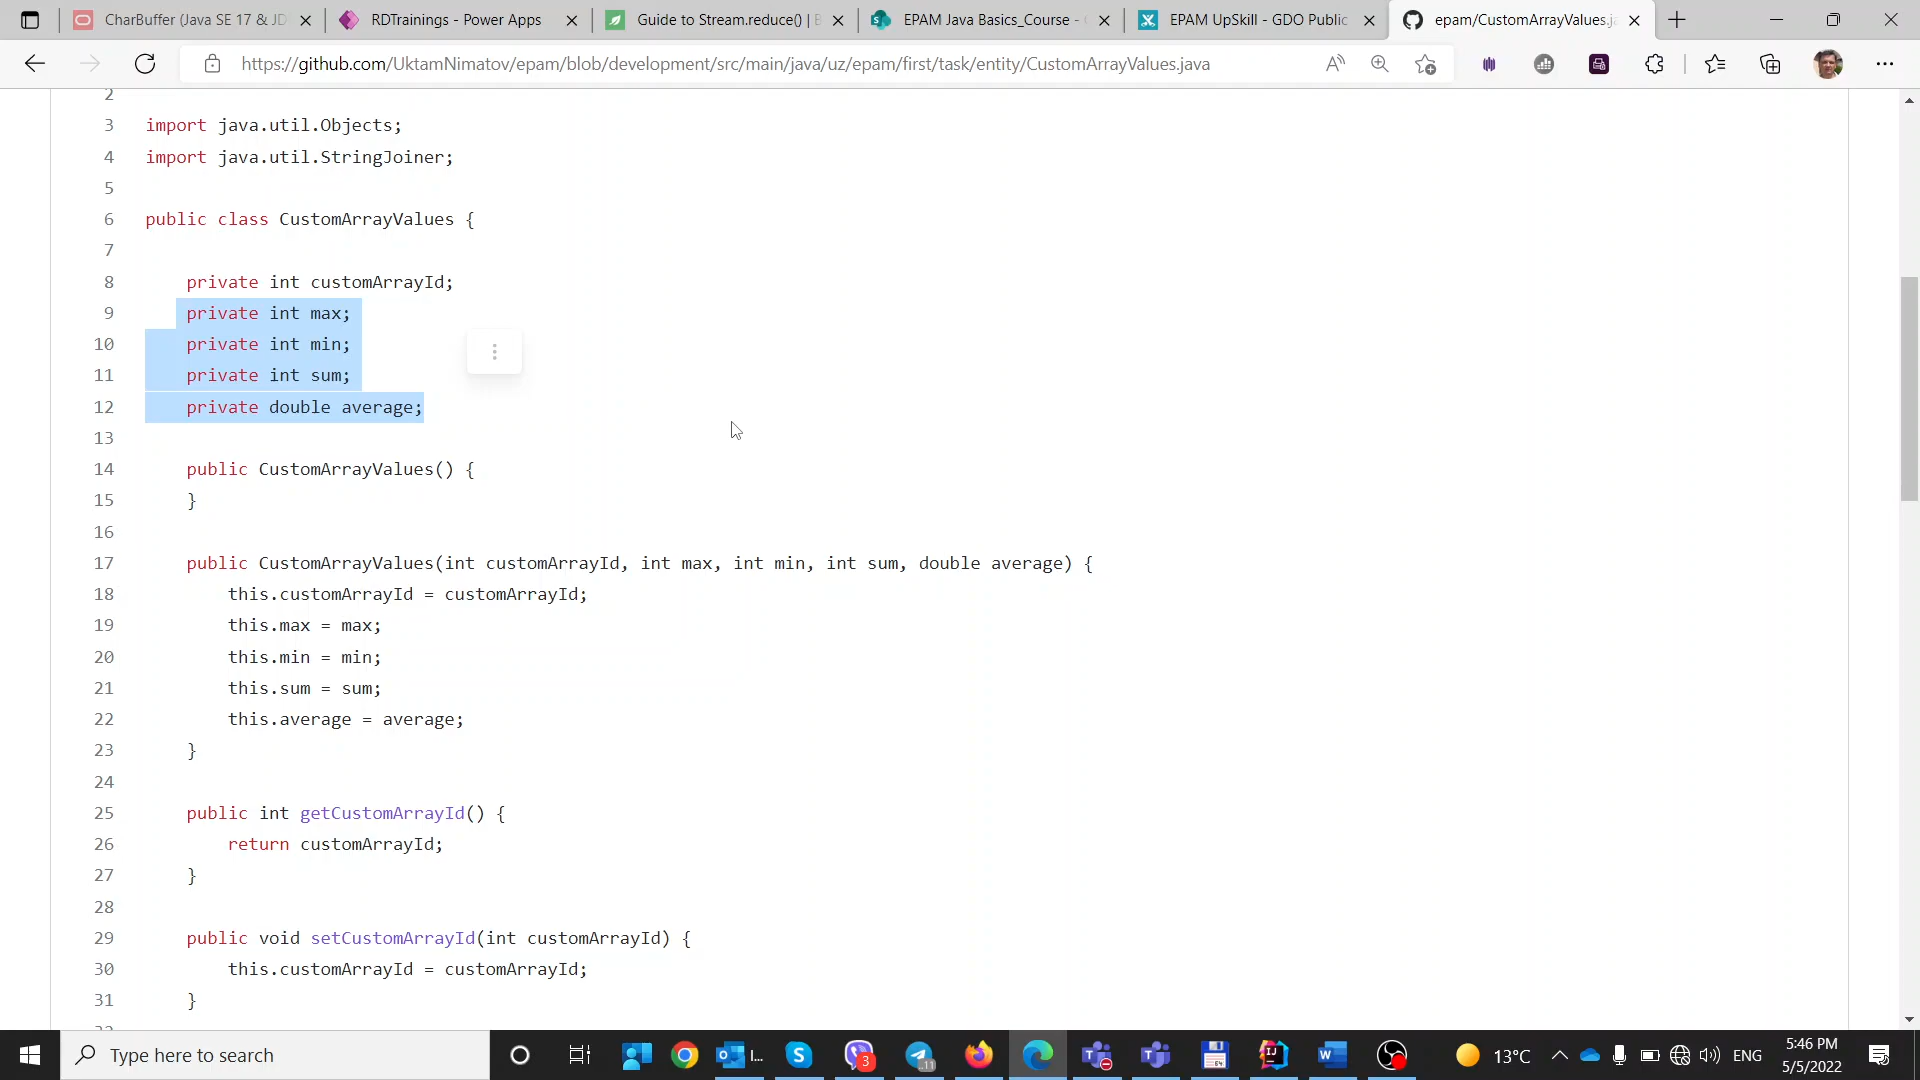 CharBuffer (Java SE 17 & JD
RDTrainings - Power Apps
Guide to Stream.reduce() | B
EPAM Java Basics_Course -
EPAM UpSkill - GDO Public
epam/CustomArrayValues.ja
https://github.com/UktamNimatov/epam/blob/development/src/main/java/uz/epam/first/task/entity/CustomArrayValues.java
2
3 import java.util.Objects;
4 import java.util.StringJoiner;
5
6 public class CustomArrayValues {
7
8 private int customArrayId;
9 private int max;
10 private int min;
11 private int sum;
12 private double average;
13
14 public CustomArrayValues() {
15 }
16
17 public CustomArrayValues(int customArrayId, int max, int min, int sum, double average) {
18 this.customArrayId = customArrayId;
19 this.max = max;
20 this.min = min;
21 this.sum = sum;
22 this.average = average;
23 }
24
25 public int getCustomArrayId() {
26 return customArrayId;
27 }
28
29 public void setCustomArrayId(int customArrayId) {
30 this.customArrayId = customArrayId;
31 }
Type here to search
13°C
ENG
5:46 PM
5/5/2022